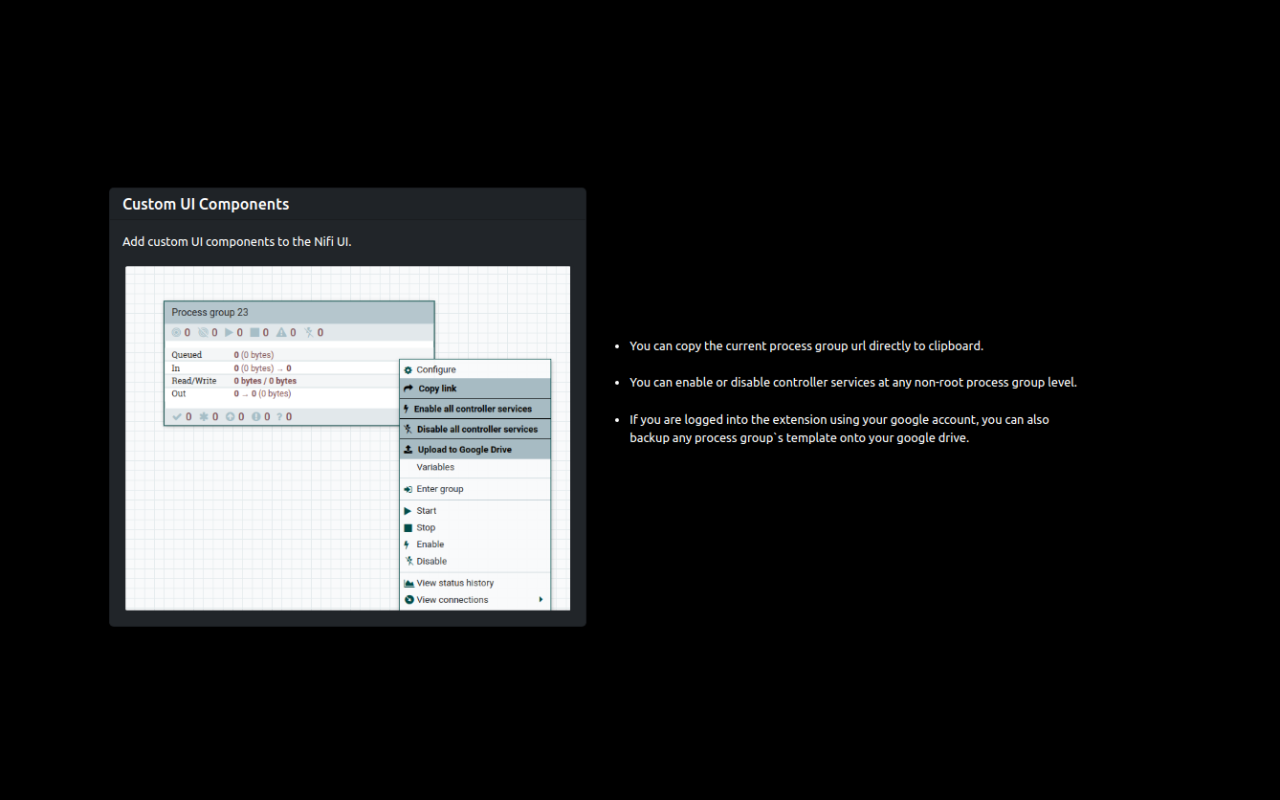 Custom UI Components
Add custom UI components to the Nifi UI.
Process group 23
0 0 0 0 0 0
Queued 0 (0 bytes)
In 0 (0 bytes) → 0
Read/Write 0 bytes / 0 bytes
Out 0 → 0 (0 bytes)
0 0 0 0 ? 0
Configure
Copy link
Enable all controller services
Disable all controller services
Upload to Google Drive
Variables
Enter group
Start
Stop
Enable
Disable
View status history
View connections
• You can copy the current process group url directly to clipboard.
• You can enable or disable controller services at any non-root process group level.
• If you are logged into the extension using your google account, you can also
backup any process group`s template onto your google drive.